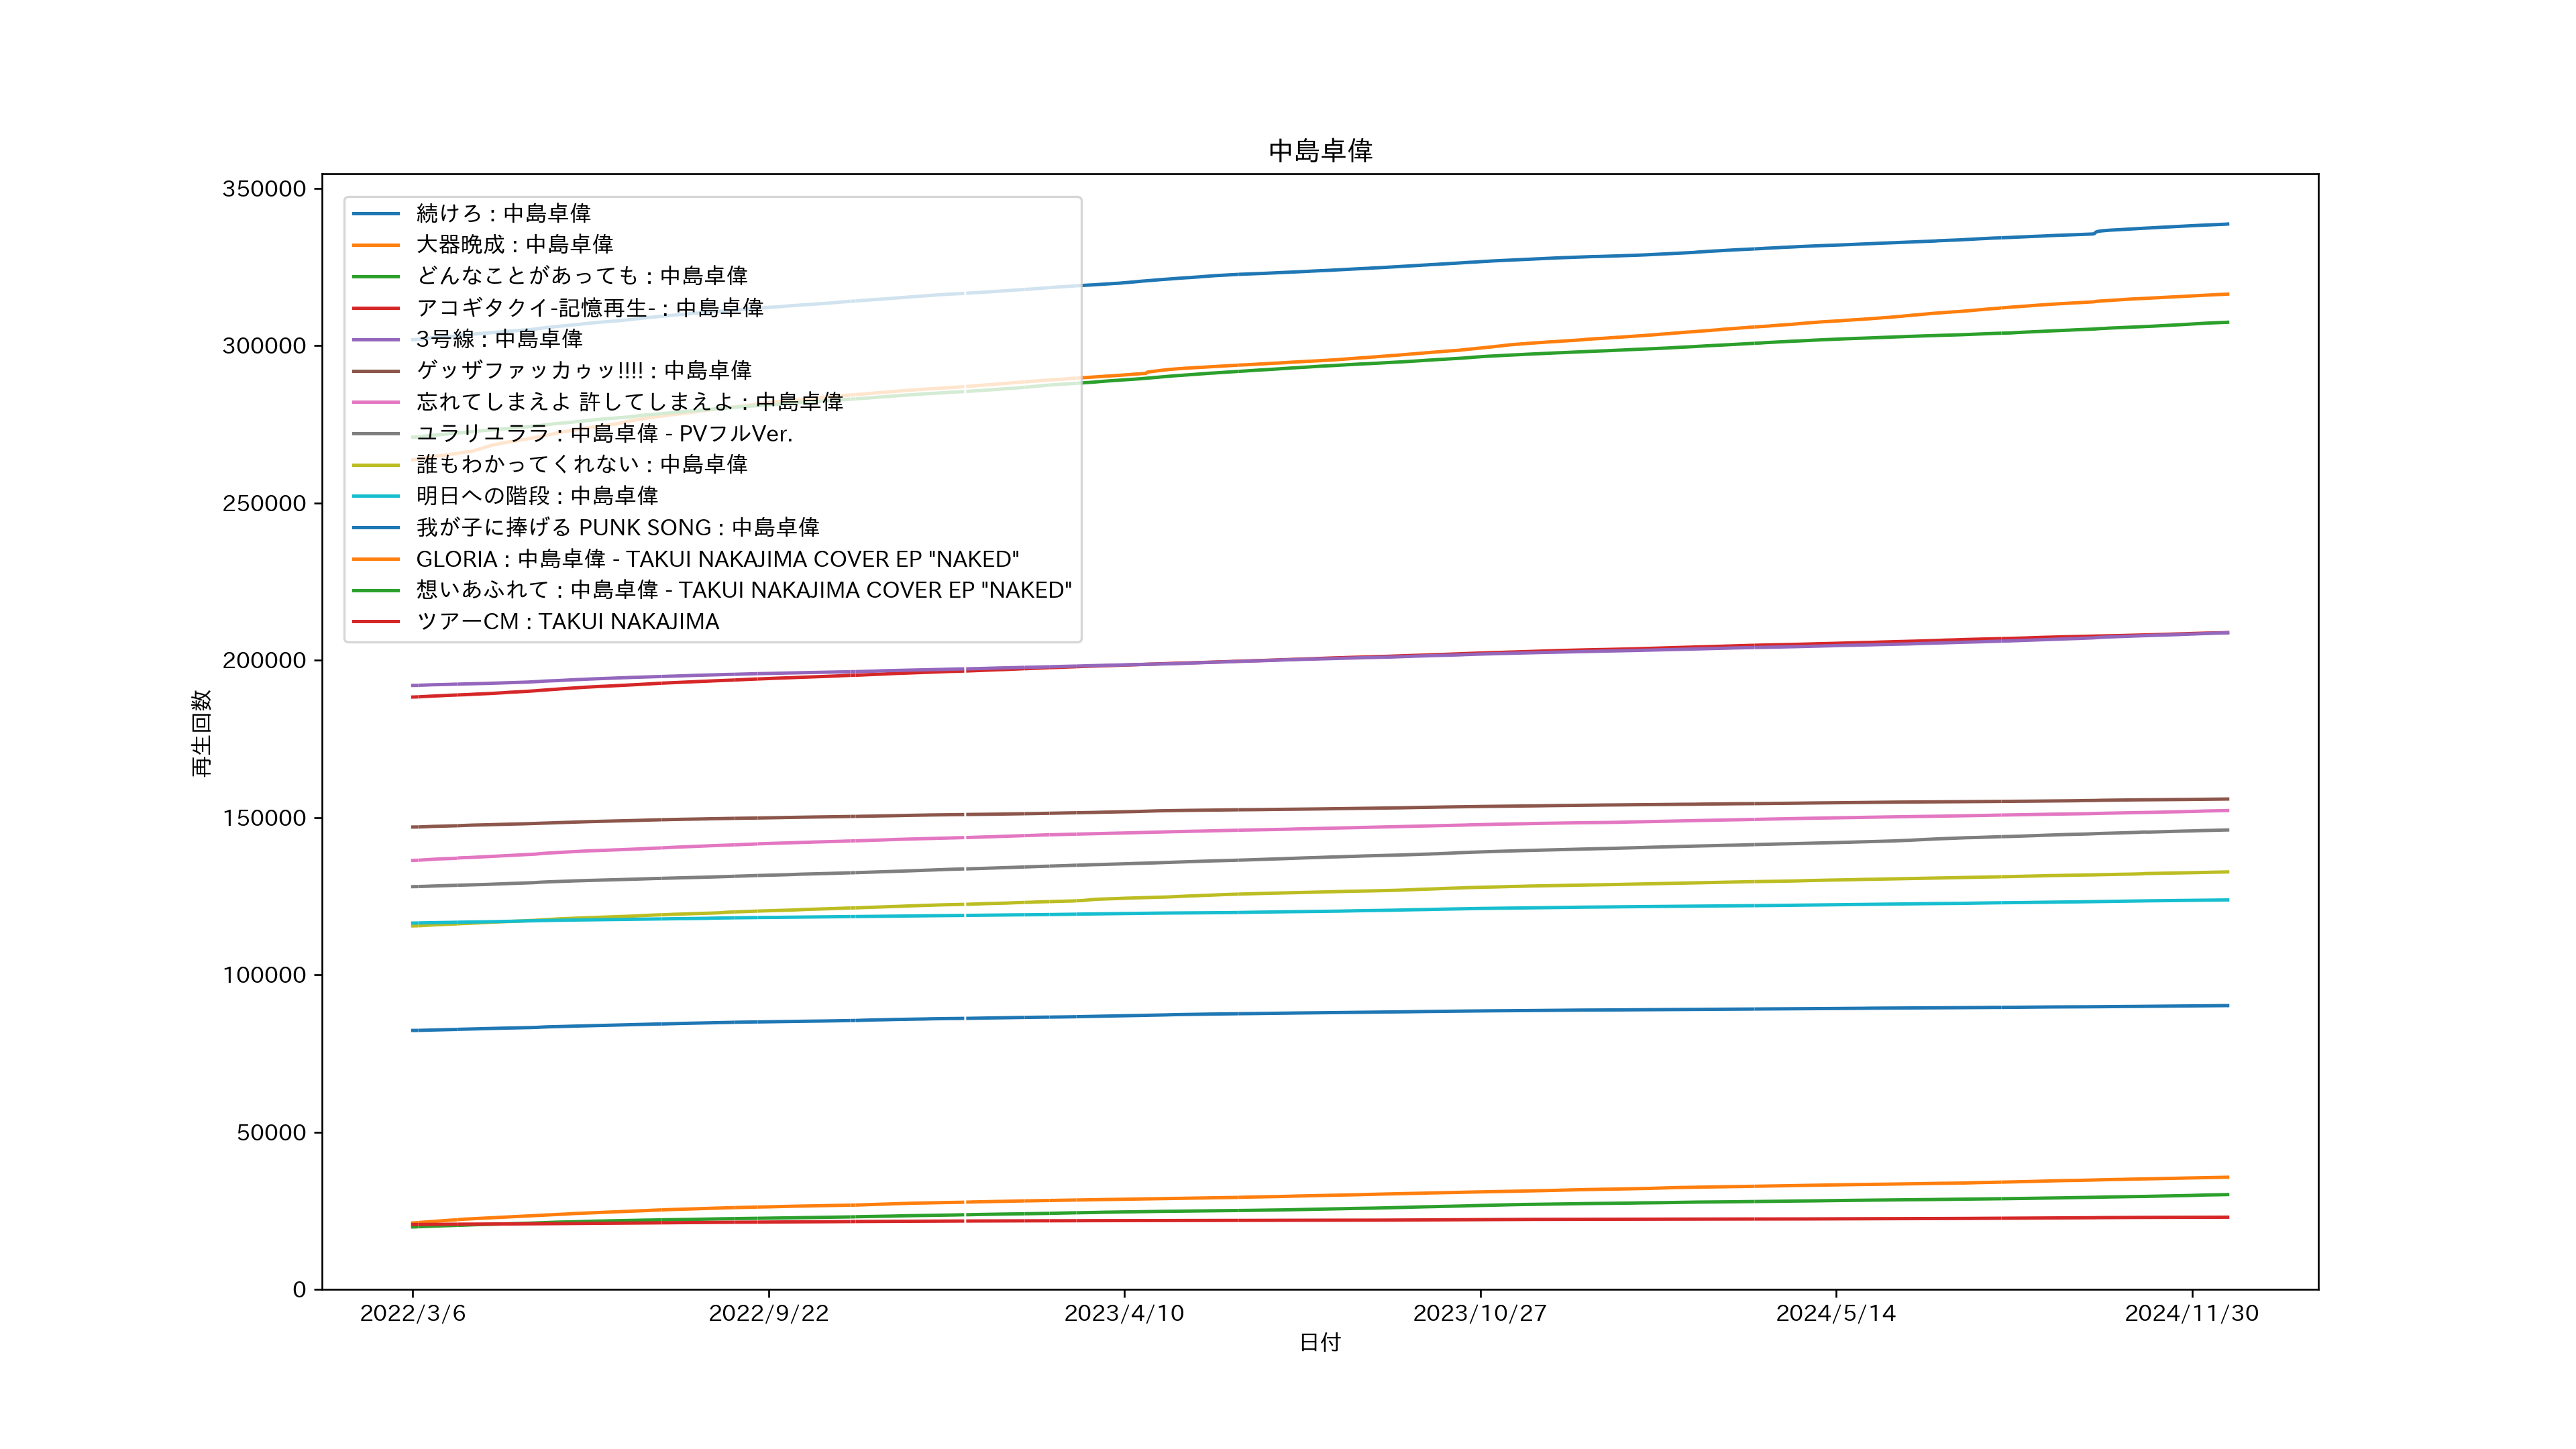 中島卓偉
350000
300000
250000
200000
150000
100000
50000
0
再生回数
続けろ : 中島卓偉
大器晩成 : 中島卓偉
どんなことがあっても : 中島卓偉
アコギタクイ-記憶再生- : 中島卓偉
3号線 : 中島卓偉
ゲッザファッカゥッ!!!! : 中島卓偉
忘れてしまえよ 許してしまえよ : 中島卓偉
ユラリユララ : 中島卓偉 - PVフルVer.
誰もわかってくれない : 中島卓偉
明日への階段 : 中島卓偉
我が子に捧げる PUNK SONG : 中島卓偉
GLORIA : 中島卓偉 - TAKUI NAKAJIMA COVER EP "NAKED"
想いあふれて : 中島卓偉 - TAKUI NAKAJIMA COVER EP "NAKED"
ツアーCM : TAKUI NAKAJIMA
2022/3/6 2022/9/22 2023/4/10 2023/10/27 2024/5/14 2024/11/30
日付